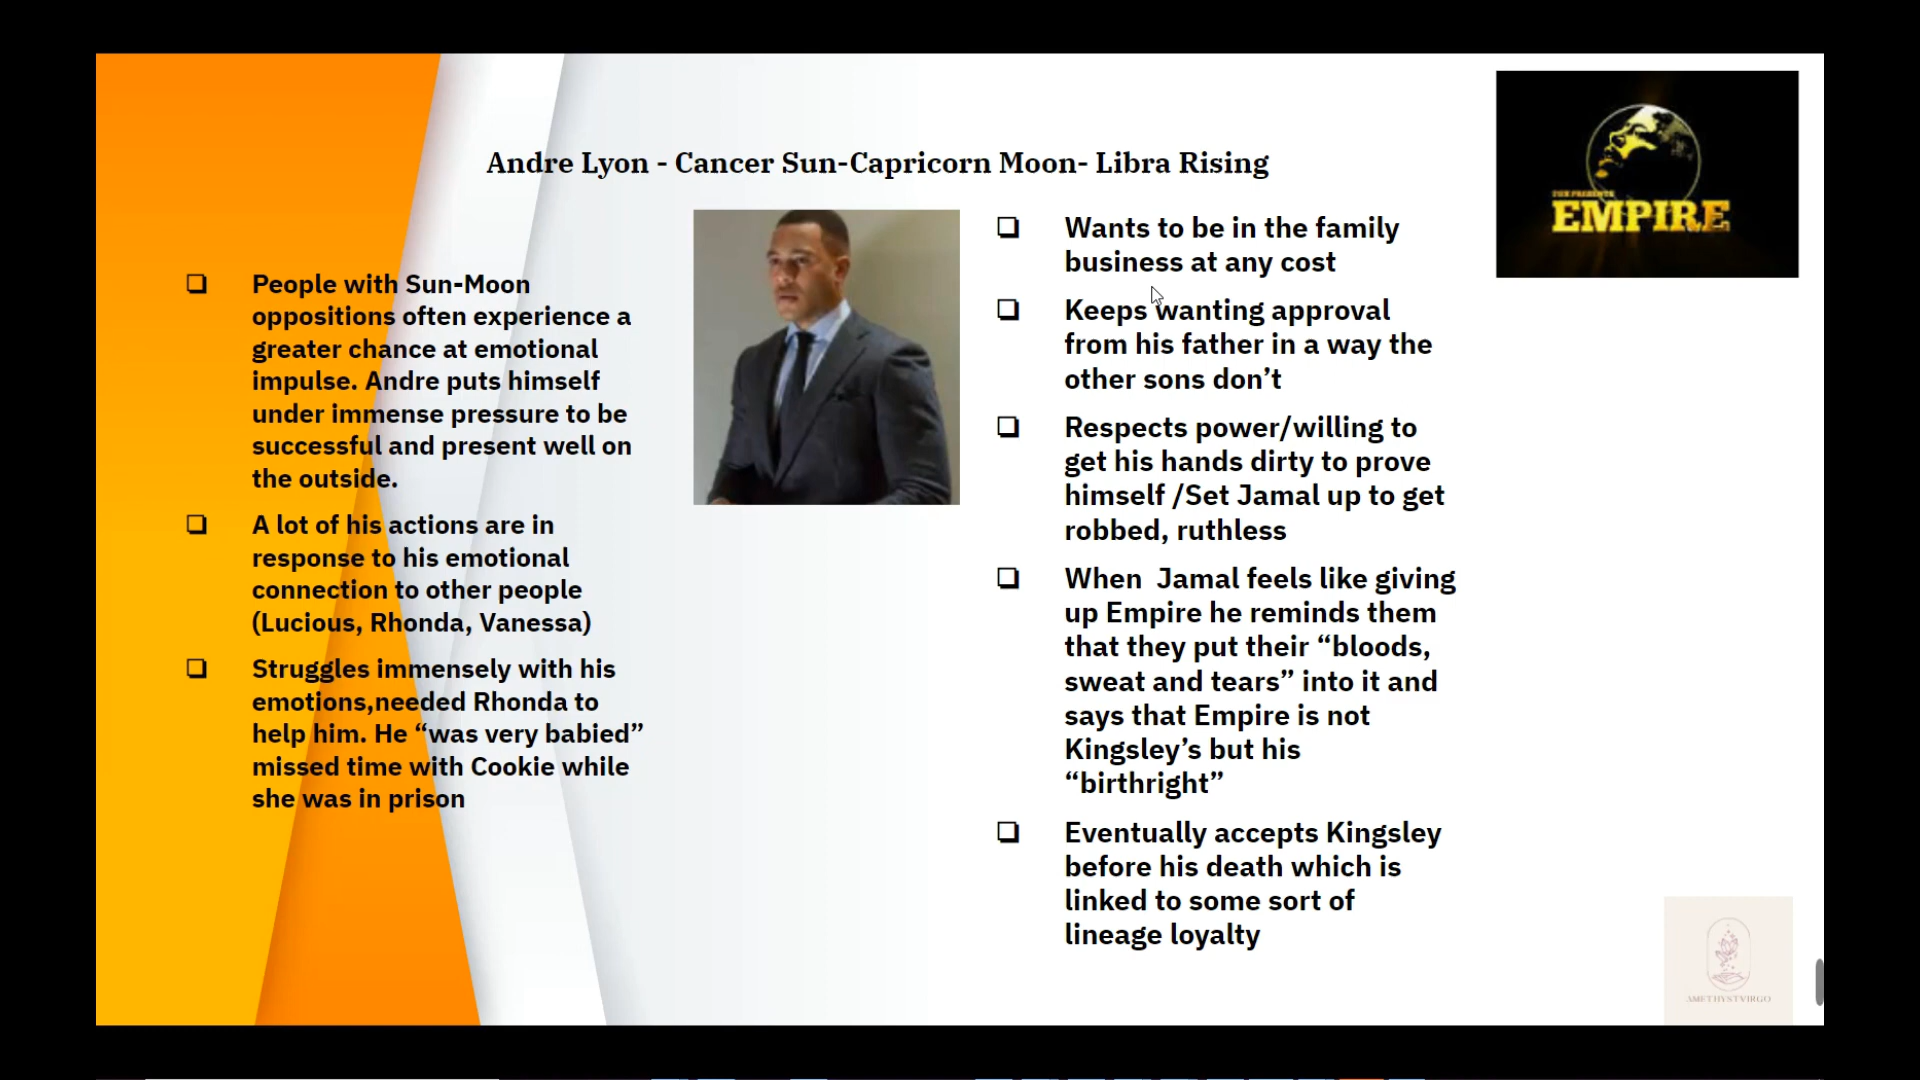 Andre Lyon - Cancer Sun-Capricorn Moon- Libra Rising
People with Sun-Moon
oppositions often experience a
greater chance at emotional
impulse. Andre puts himself
under immense pressure to be
successful and present well on
the outside.
A lot of his actions are in
response to his emotional
connection to other people
(Lucious, Rhonda, Vanessa)
Struggles immensely with his
emotions,needed Rhonda to
help him. He “was very babied”
missed time with Cookie while
she was in prison
Wants to be in the family
business at any cost
Keeps wanting approval
from his father in a way the
other sons don’t
Respects power/willing to
get his hands dirty to prove
himself /Set Jamal up to get
robbed, ruthless
When  Jamal feels like giving
up Empire he reminds them
that they put their “bloods,
sweat and tears” into it and
says that Empire is not
Kingsley’s but his
“birthright”
Eventually accepts Kingsley
before his death which is
linked to some sort of
lineage loyalty
EMPIRE
AMETHYSTVIRGO